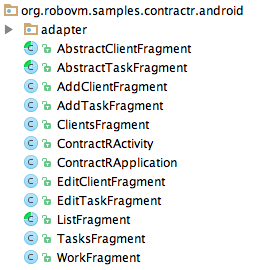 org.robovm.samples.contractr.android
adapter
AbstractClientFragment
AbstractTaskFragment
AddClientFragment
AddTaskFragment
ClientsFragment
ContractRActivity
ContractRApplication
EditClientFragment
EditTaskFragment
ListFragment
TasksFragment
WorkFragment